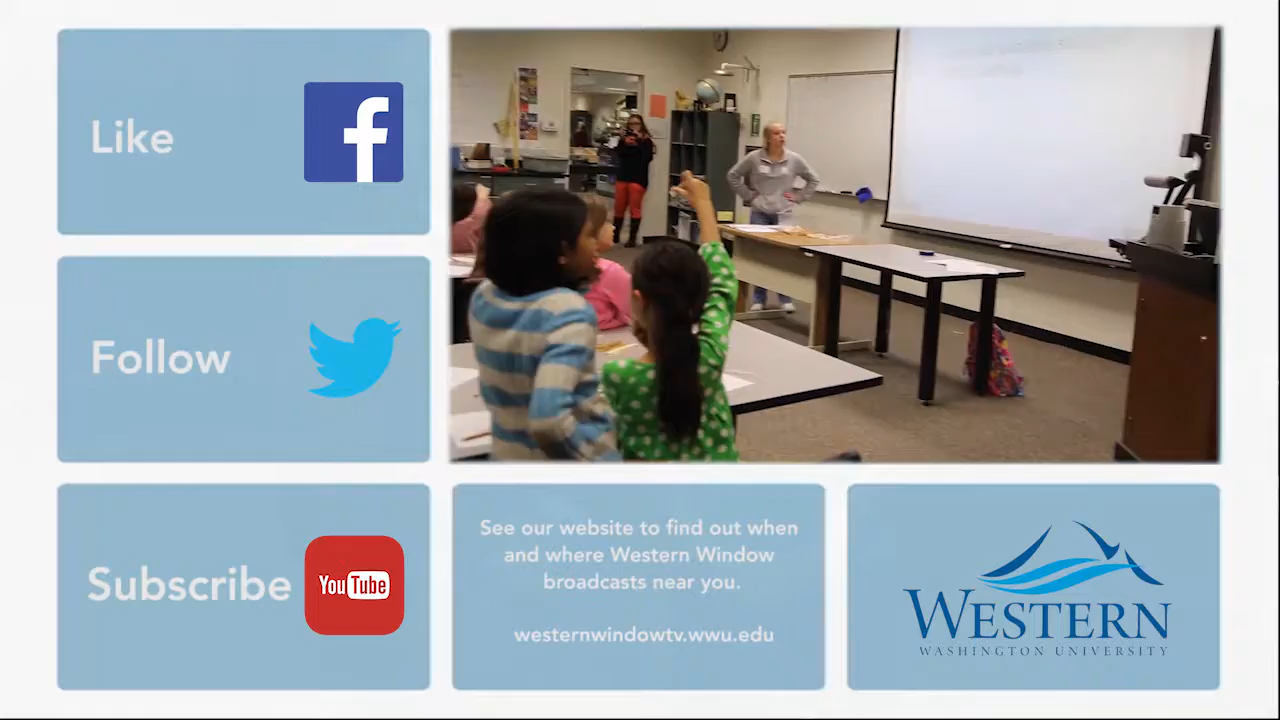 Like
Follow
Subscribe
You Tube
See our website to find out when
and where Western Window
broadcasts near you.
westernwindowtv.wwu.edu
WESTERN
WASHINGTON UNIVERSITY